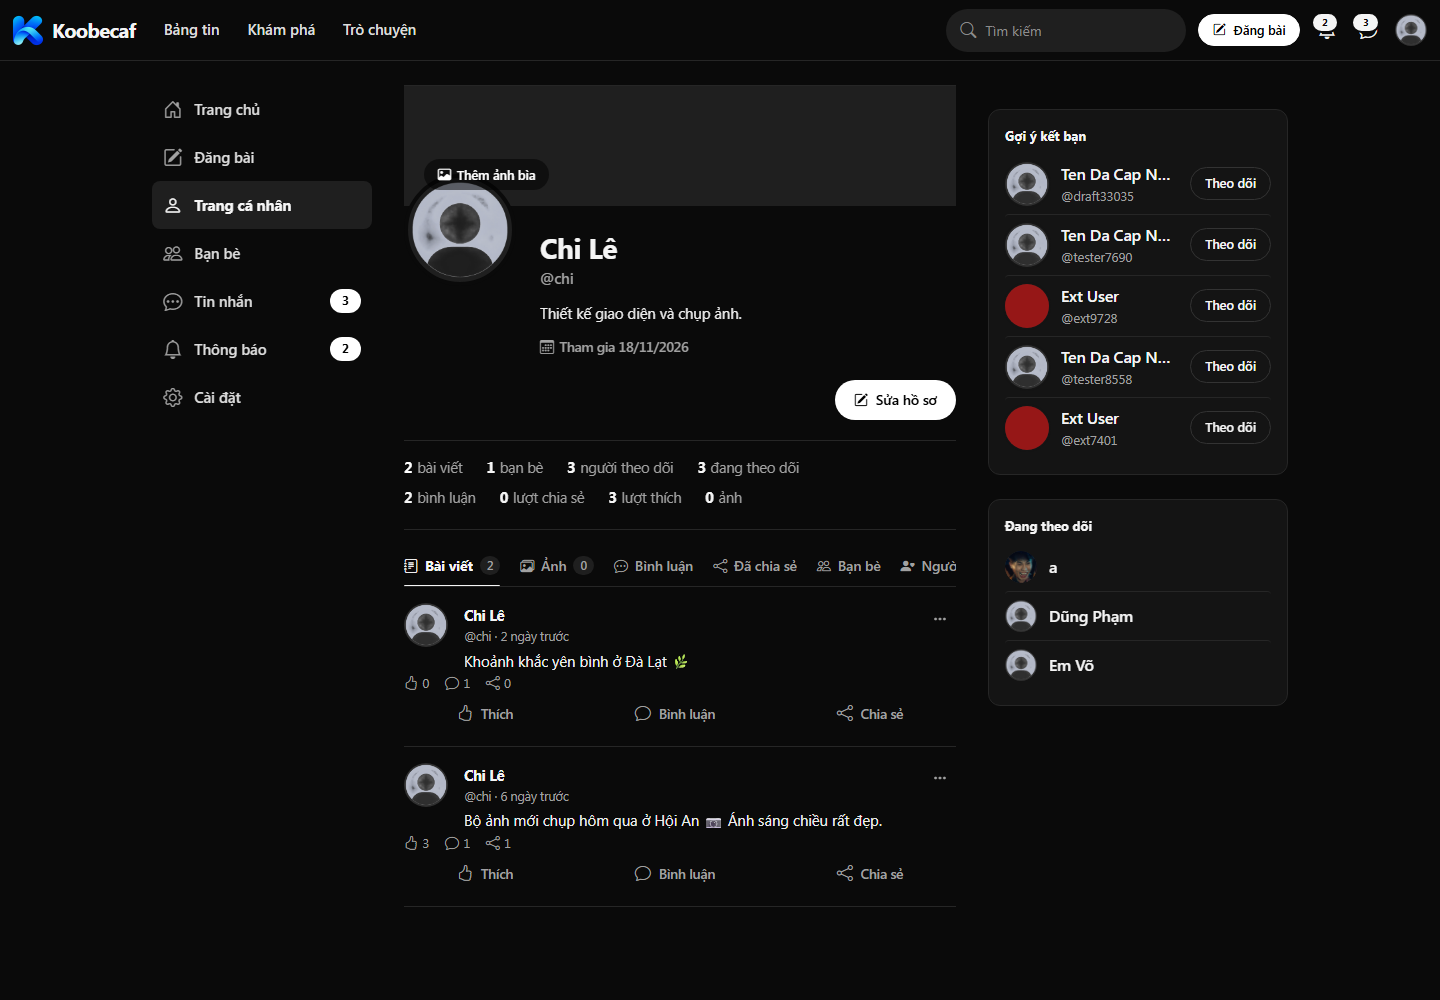 Koobecaf
Bảng tin
Khám phá
Trò chuyện
Tìm kiếm
Đăng bài
2
3
Trang chủ
Đăng bài
Trang cá nhân
Bạn bè
Tin nhắn 3
Thông báo 2
Cài đặt
Thêm ảnh bìa
Chi Lê
@chi
Thiết kế giao diện và chụp ảnh.
Tham gia 18/11/2026
Sửa hồ sơ
2 bài viết 1 bạn bè 3 người theo dõi 3 đang theo dõi
2 bình luận 0 lượt chia sẻ 3 lượt thích 0 ảnh
Bài viết 2 Ảnh 0 Bình luận Đã chia sẻ Bạn bè Ngườ
Chi Lê
@chi · 2 ngày trước
Khoảnh khắc yên bình ở Đà Lạt 🌿
0 1 0
Thích Bình luận Chia sẻ
Chi Lê
@chi · 6 ngày trước
Bộ ảnh mới chụp hôm qua ở Hội An 📷 Ánh sáng chiều rất đẹp.
3 1 1
Thích Bình luận Chia sẻ
Gợi ý kết bạn
Ten Da Cap N...
@draft33035
Theo dõi
Ten Da Cap N...
@tester7690
Theo dõi
Ext User
@ext9728
Theo dõi
Ten Da Cap N...
@tester8558
Theo dõi
Ext User
@ext7401
Theo dõi
Đang theo dõi
a
Dũng Phạm
Em Võ